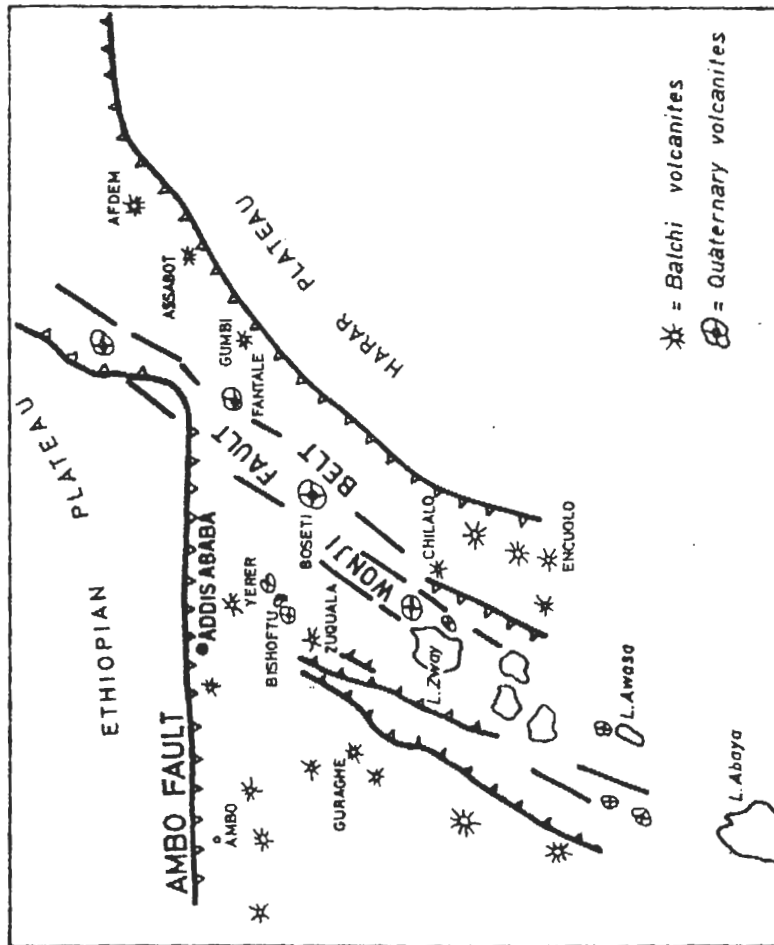 ETHIOPIAN
PLATEAU
AMBO FAULT
AMBO
ADDIS ABABA
YERER
BISHOFTU
ZUQUALA
GURAGHE
BOSETI
FANTALE
GUMBI
ASSABOT
AFDEM
HARAR PLATEAU
WONJI
FAULT
BELT
CHILALO
ENCUOLO
L. Zway
L. Awasa
L. Abaya
= Balchi volcanites
= Quaternary volcanites